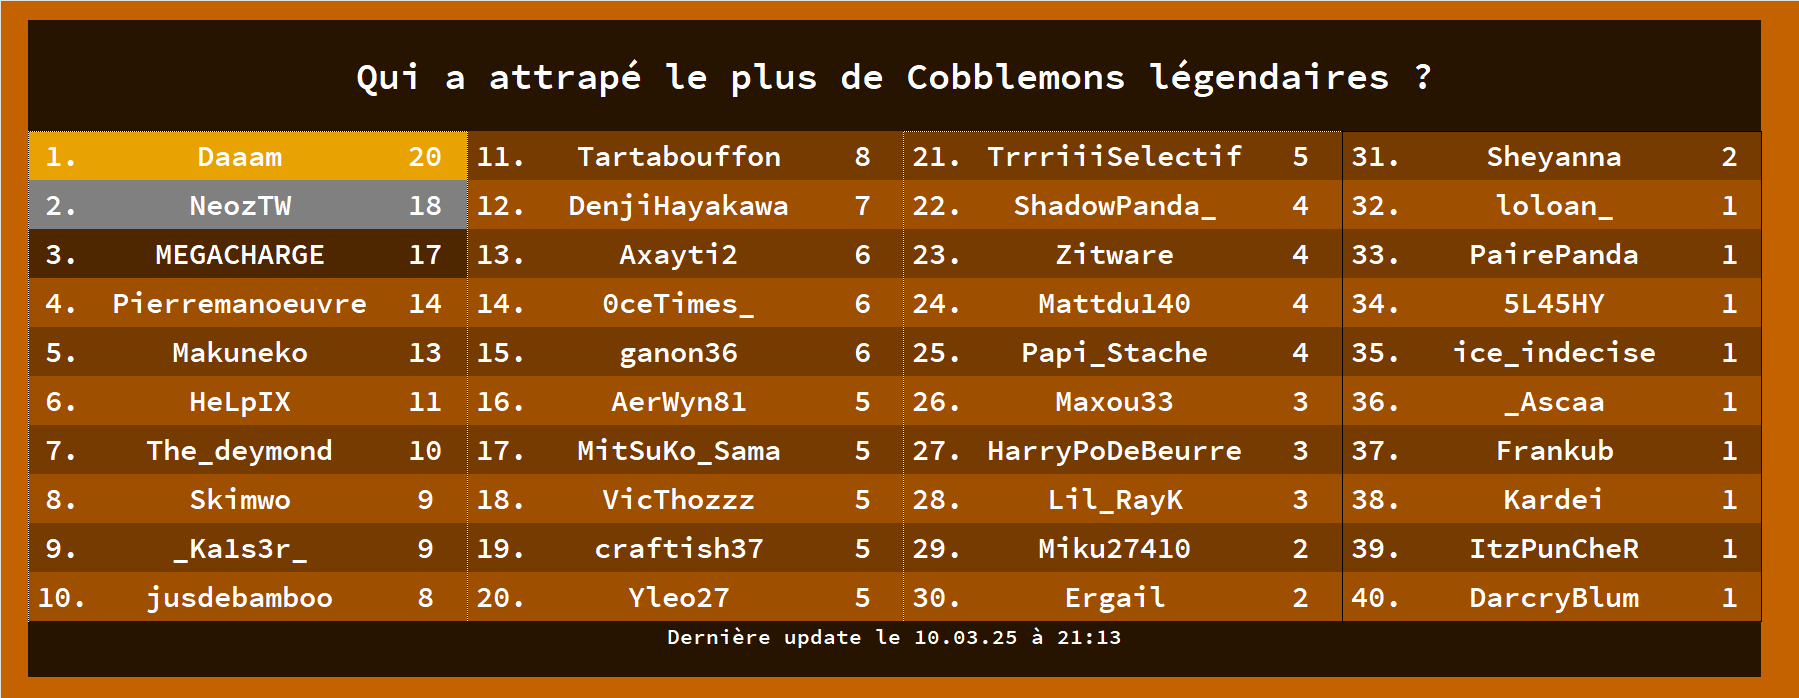 Qui a attrapé le plus de Cobblemons légendaires ?
1. Daaam 20
2. NeozTW 18
3. MEGACHARGE 17
4. Pierremanoeuvre 14
5. Makuneko 13
6. HeLpIX 11
7. The_deymond 10
8. Skimwo 9
9. _Ka1s3r_ 9
10. jusdebamboo 8
11. Tartabouffon 8
12. DenjiHayakawa 7
13. Axayti2 6
14. 0ceTimes_ 6
15. ganon36 6
16. AerWyn81 5
17. MitSuKo_Sama 5
18. VicThozzz 5
19. craftish37 5
20. Yleo27 5
21. TrrriiiSelectif 5
22. ShadowPanda_ 4
23. Zitware 4
24. Mattdu140 4
25. Papi_Stache 4
26. Maxou33 3
27. HarryPoDeBeurre 3
28. Lil_RayK 3
29. Miku27410 2
30. Ergail 2
31. Sheyanna 2
32. loloan_ 1
33. PairePanda 1
34. 5L45HY 1
35. ice_indecise 1
36. _Ascaa 1
37. Frankub 1
38. Kardei 1
39. ItzPunCheR 1
40. DarcryBlum 1
Dernière update le 10.03.25 à 21:13